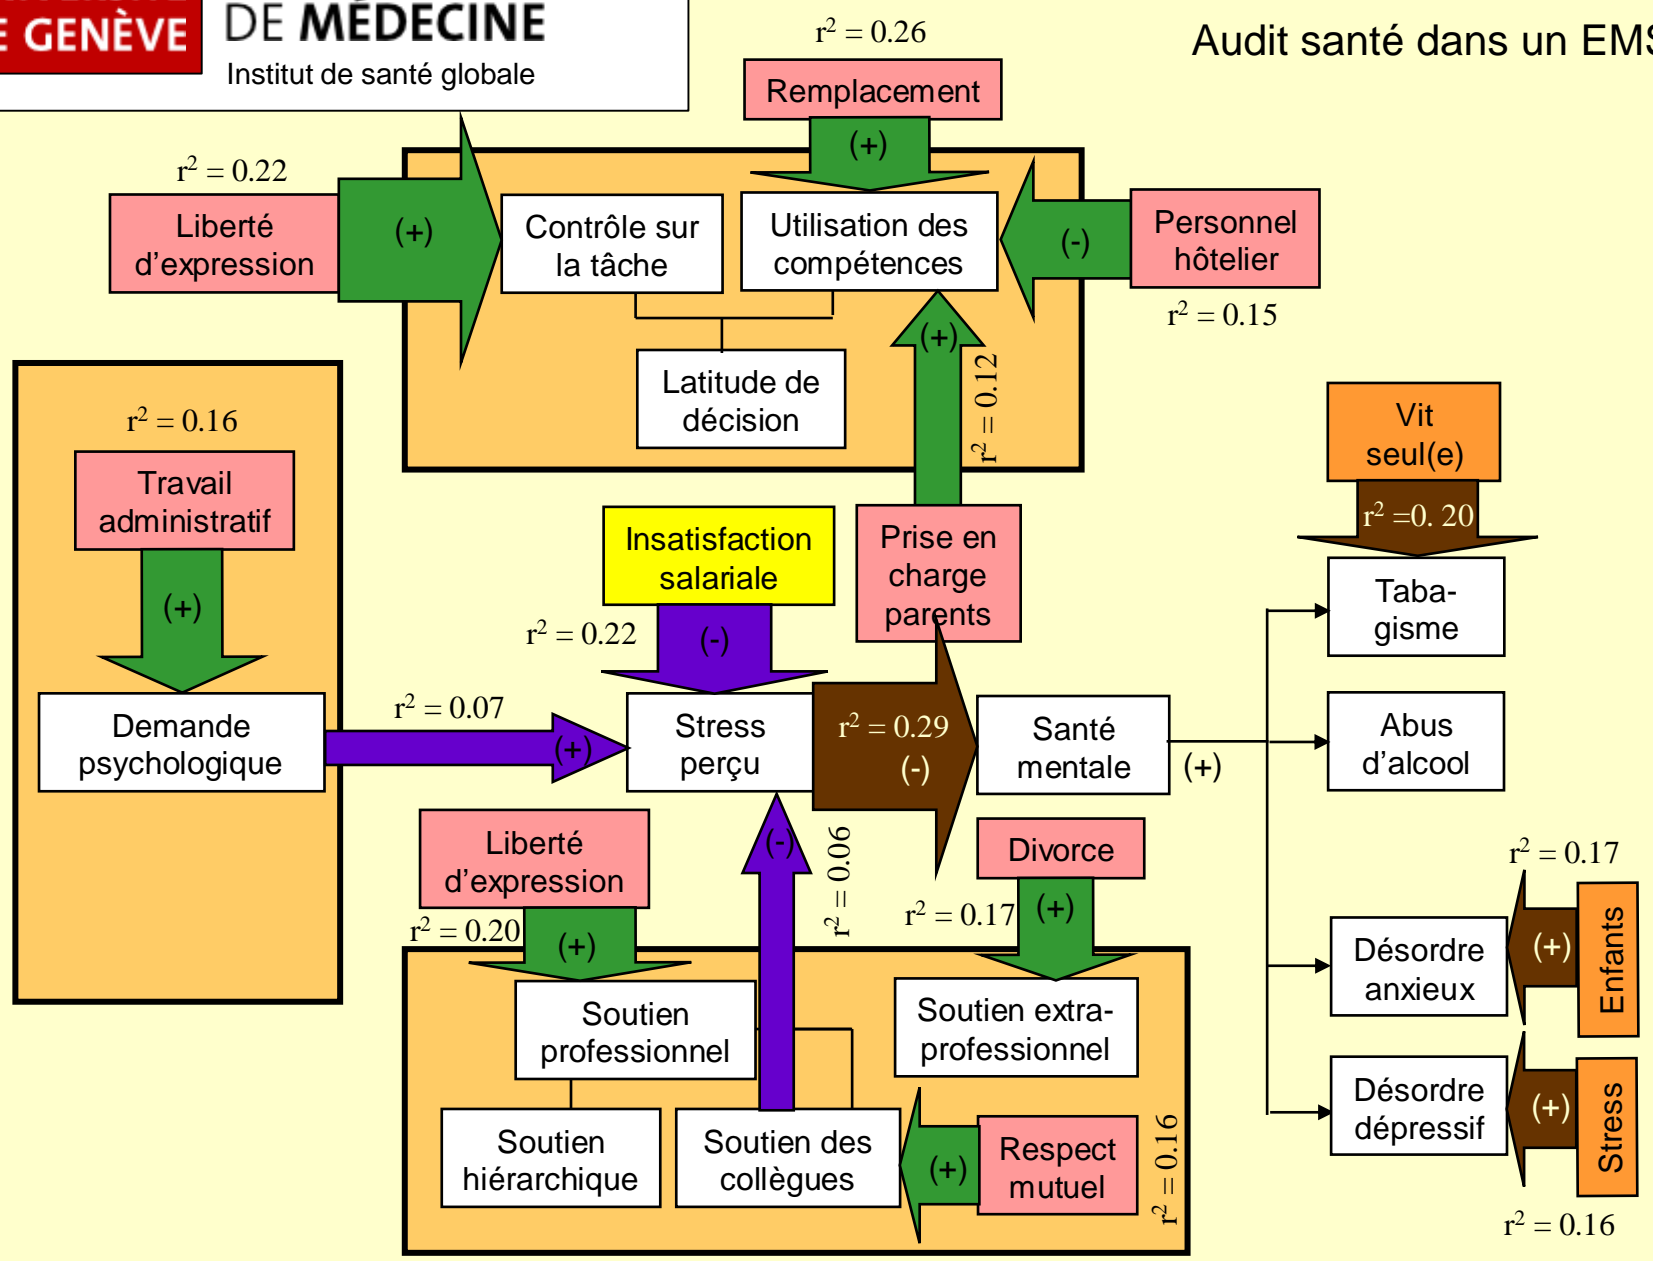 E GENÈVE
DE MÉDECINE
Institut de santé globale
Audit santé dans un EMS
r² = 0.26
Remplacement
(+)
r² = 0.22
Liberté
d’expression
(+)
Contrôle sur
la tâche
Utilisation des
compétences
(-)
Personnel
hôtelier
r² = 0.15
Latitude de
décision
(+)
r² = 0.12
r² = 0.16
Travail
administratif
(+)
Demande
psychologique
r² = 0.07
(+)
Insatisfaction
salariale
r² = 0.22
(-)
Prise en
charge
parents
Stress
perçu
r² = 0.29
(-)
Santé
mentale
(+)
Vit
seul(e)
r² =0. 20
Taba-
gisme
Abus
d’alcool
Liberté
d’expression
r² = 0.20
(+)
(-)
r² = 0.06
Divorce
r² = 0.17
(+)
Soutien
professionnel
Soutien extra-
professionnel
Soutien
hiérarchique
Soutien des
collègues
(+)
Respect
mutuel
r² = 0.16
r² = 0.17
Désordre
anxieux
(+)
Enfants
Désordre
dépressif
(+)
Stress
r² = 0.16